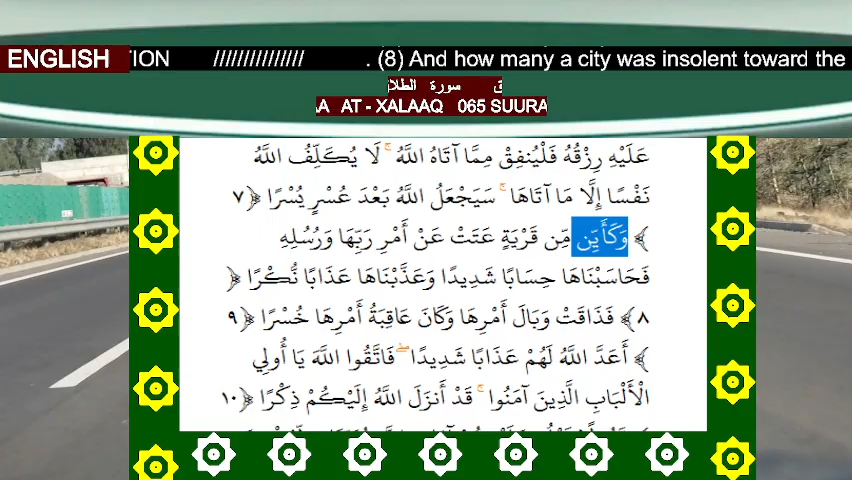 ENGLISH
ION /////////////// . (8) And how many a city was insolent toward the
سورة الطلاق
AA AT - XALAAQ 065 SUURA
عَلَيْهِ رِزْقُهُ فَلْيُنفِقْ مِمَّا آتَاهُ اللَّهُ ۚ لَا يُكَلِّفُ اللَّهُ
نَفْسًا إِلَّا مَا آتَاهَا ۚ سَيَجْعَلُ اللَّهُ بَعْدَ عُسْرٍ يُسْرًا ﴿٧
﴾ وَكَأَيِّن مِّن قَرْيَةٍ عَتَتْ عَنْ أَمْرِ رَبِّهَا وَرُسُلِهِ
فَحَاسَبْنَاهَا حِسَابًا شَدِيدًا وَعَذَّبْنَاهَا عَذَابًا نُّكْرًا ﴿
٨﴾ فَذَاقَتْ وَبَالَ أَمْرِهَا وَكَانَ عَاقِبَةُ أَمْرِهَا خُسْرًا ﴿٩
﴾ أَعَدَّ اللَّهُ لَهُمْ عَذَابًا شَدِيدًا ۖ فَاتَّقُوا اللَّهَ يَا أُولِي
الْأَلْبَابِ الَّذِينَ آمَنُوا ۚ قَدْ أَنزَلَ اللَّهُ إِلَيْكُمْ ذِكْرًا ﴿١٠